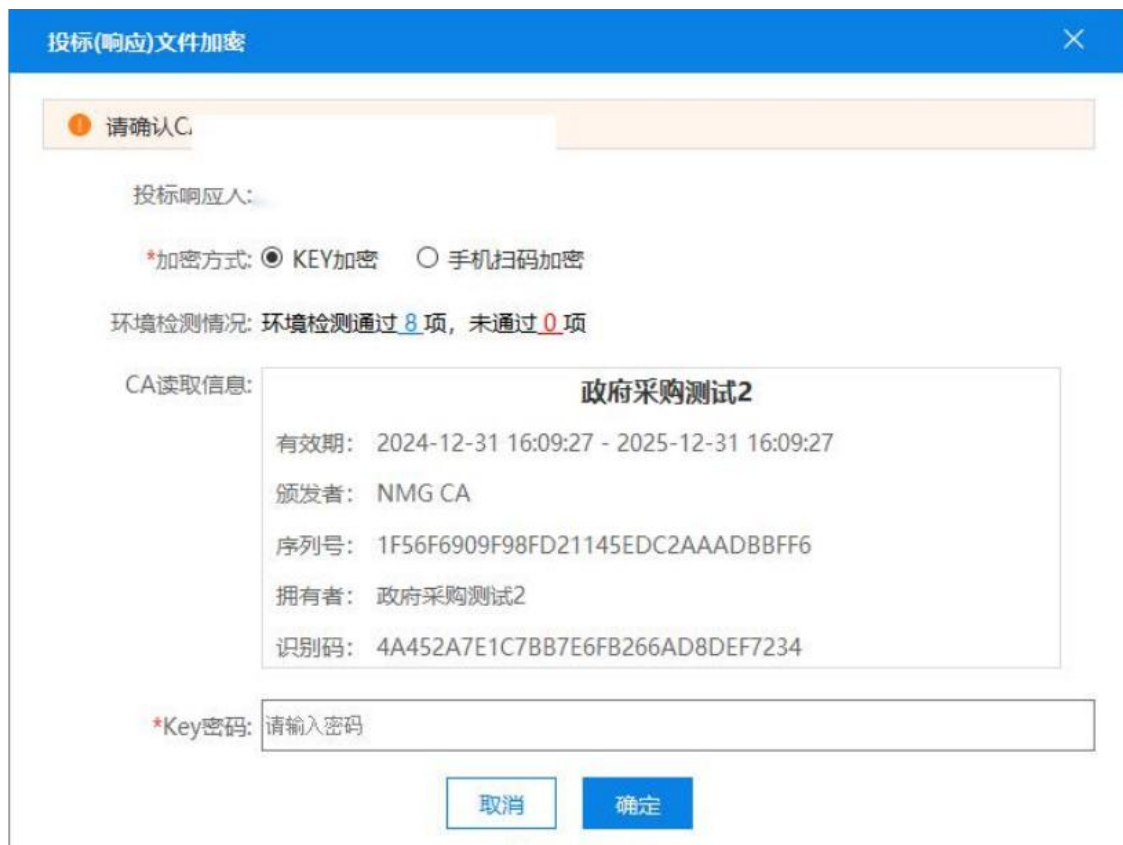 投标(响应)文件加密
请确认CA
投标响应人:
*加密方式: KEY加密 手机扫码加密
环境检测情况: 环境检测通过 8 项，未通过 0 项
CA读取信息:
政府采购测试2
有效期： 2024-12-31 16:09:27 - 2025-12-31 16:09:27
颁发者： NMG CA
序列号： 1F56F6909F98FD21145EDC2AAADBBFF6
拥有者： 政府采购测试2
识别码： 4A452A7E1C7BB7E6FB266AD8DEF7234
*Key密码: 请输入密码
取消 确定